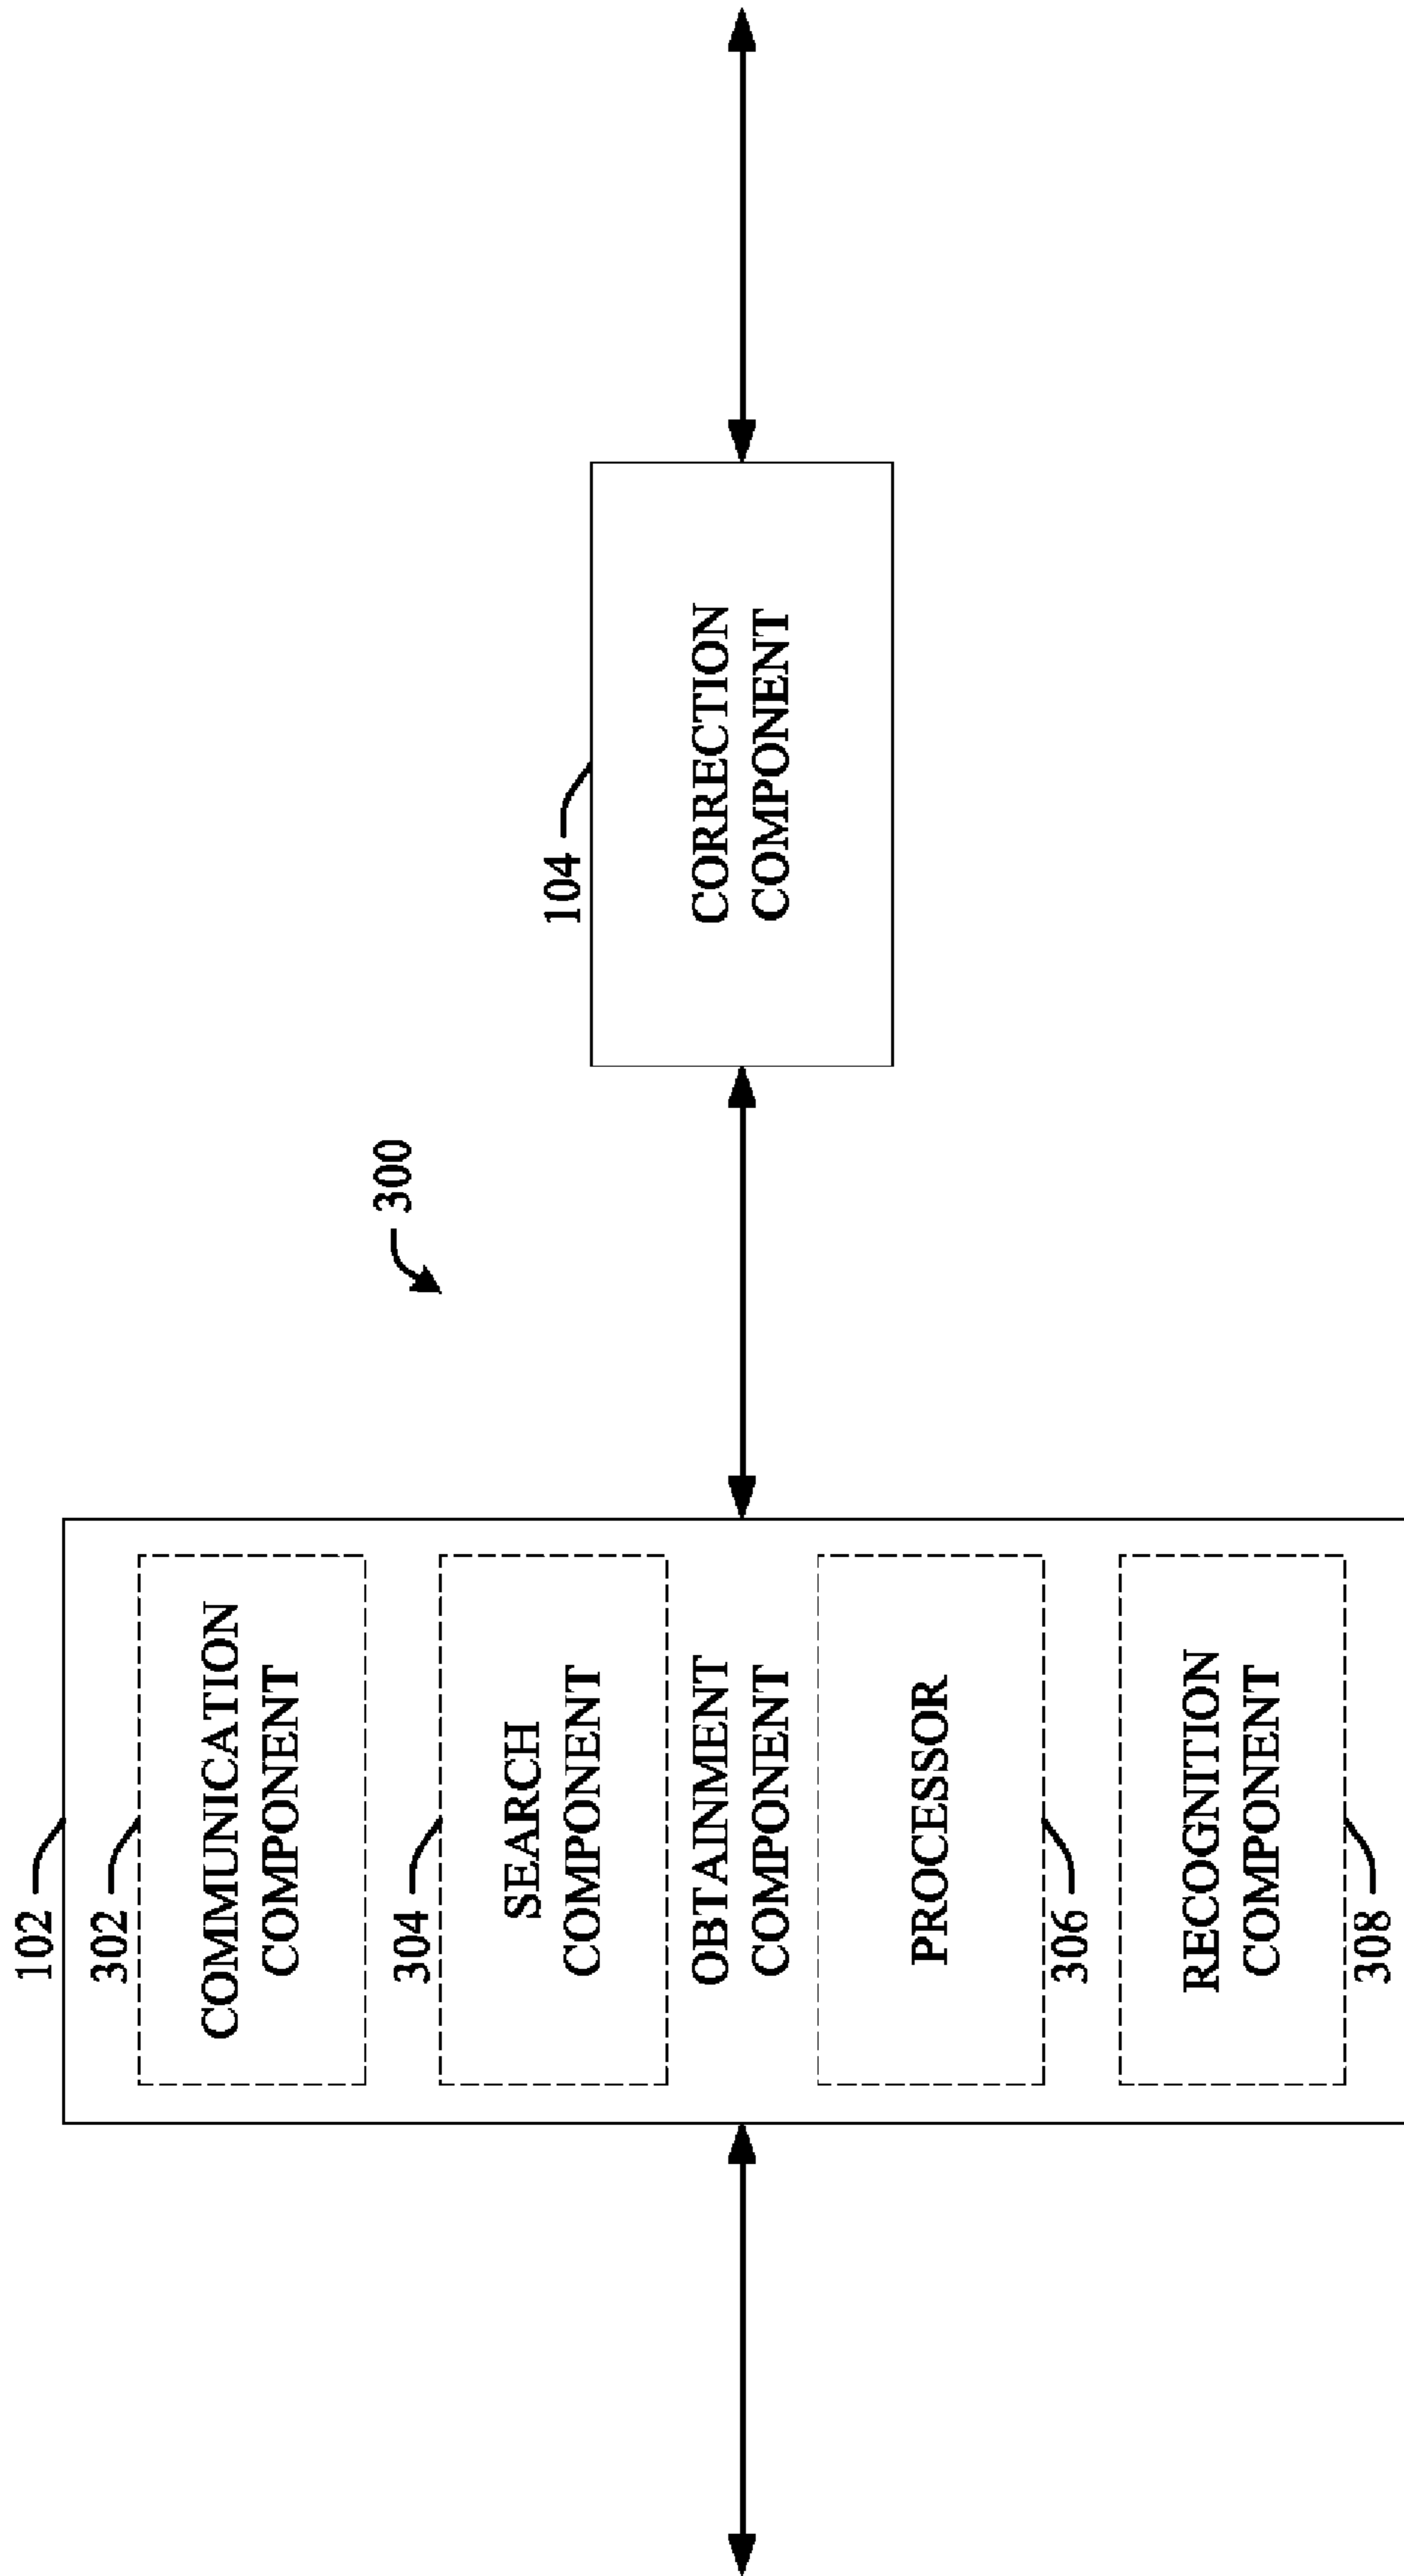 300
102
302
COMMUNICATION
COMPONENT
304
SEARCH
COMPONENT
OBTAINMENT
COMPONENT
PROCESSOR
306
RECOGNITION
COMPONENT
308
104
CORRECTION
COMPONENT